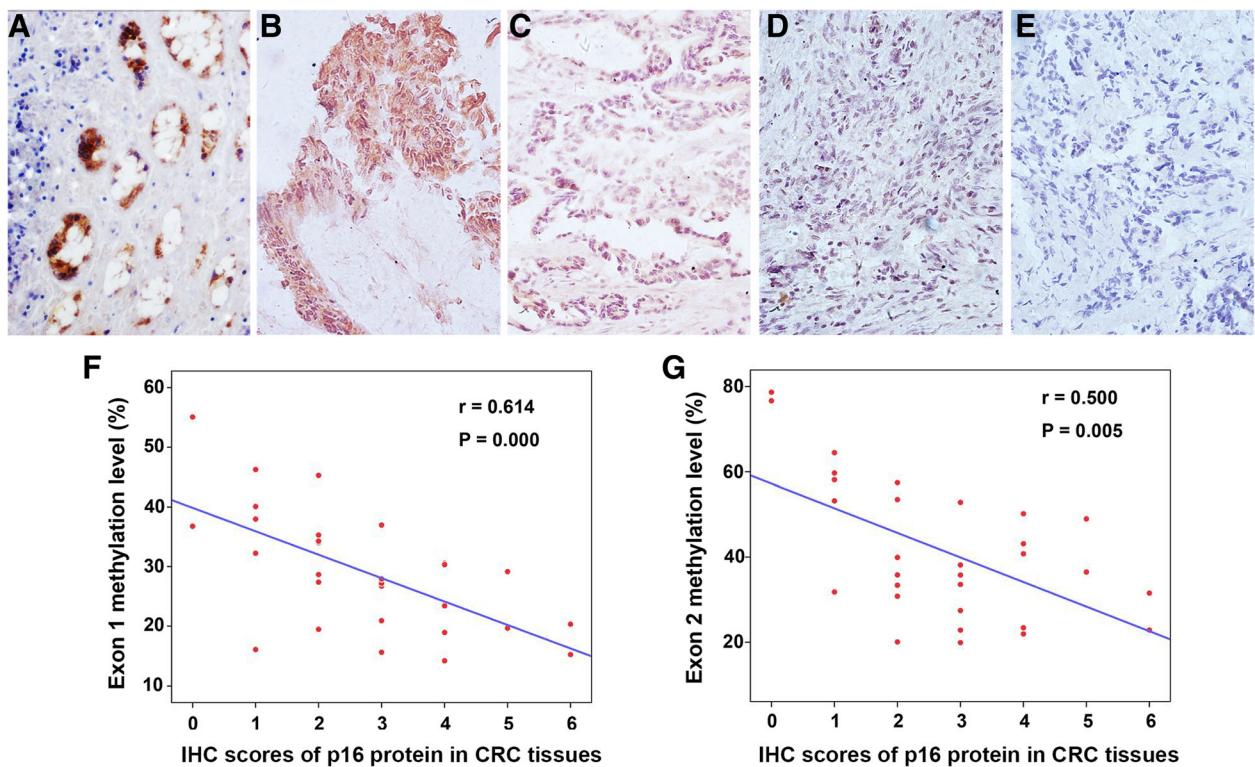 A B C D E
F
60
50
40
30
20
10
0 1 2 3 4 5 6
Exon 1 methylation level (%)
r = 0.614
P = 0.000
IHC scores of p16 protein in CRC tissues
G
80
60
40
20
0 1 2 3 4 5 6
Exon 2 methylation level (%)
r = 0.500
P = 0.005
IHC scores of p16 protein in CRC tissues